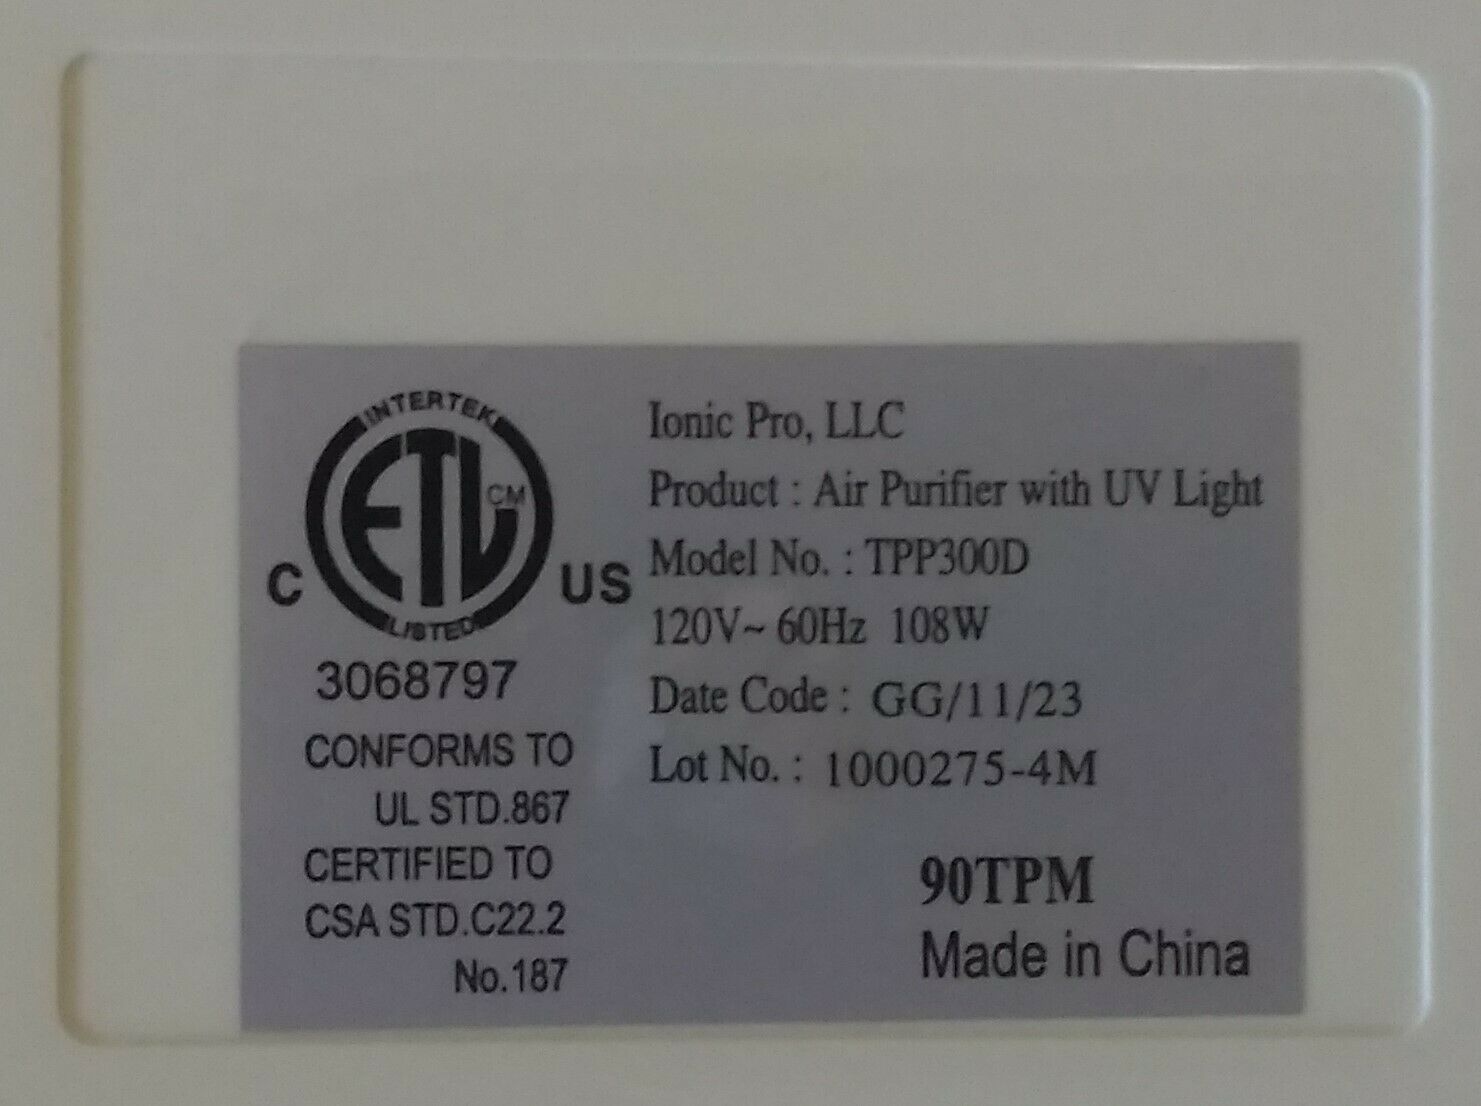 INTERTEK
ETL CM
C US
LISTED
3068797
CONFORMS TO
UL STD.867
CERTIFIED TO
CSA STD.C22.2
No.187
Ionic Pro, LLC
Product : Air Purifier with UV Light
Model No. : TPP300D
120V~ 60Hz 108W
Date Code : GG/11/23
Lot No. : 1000275-4M
90TPM
Made in China